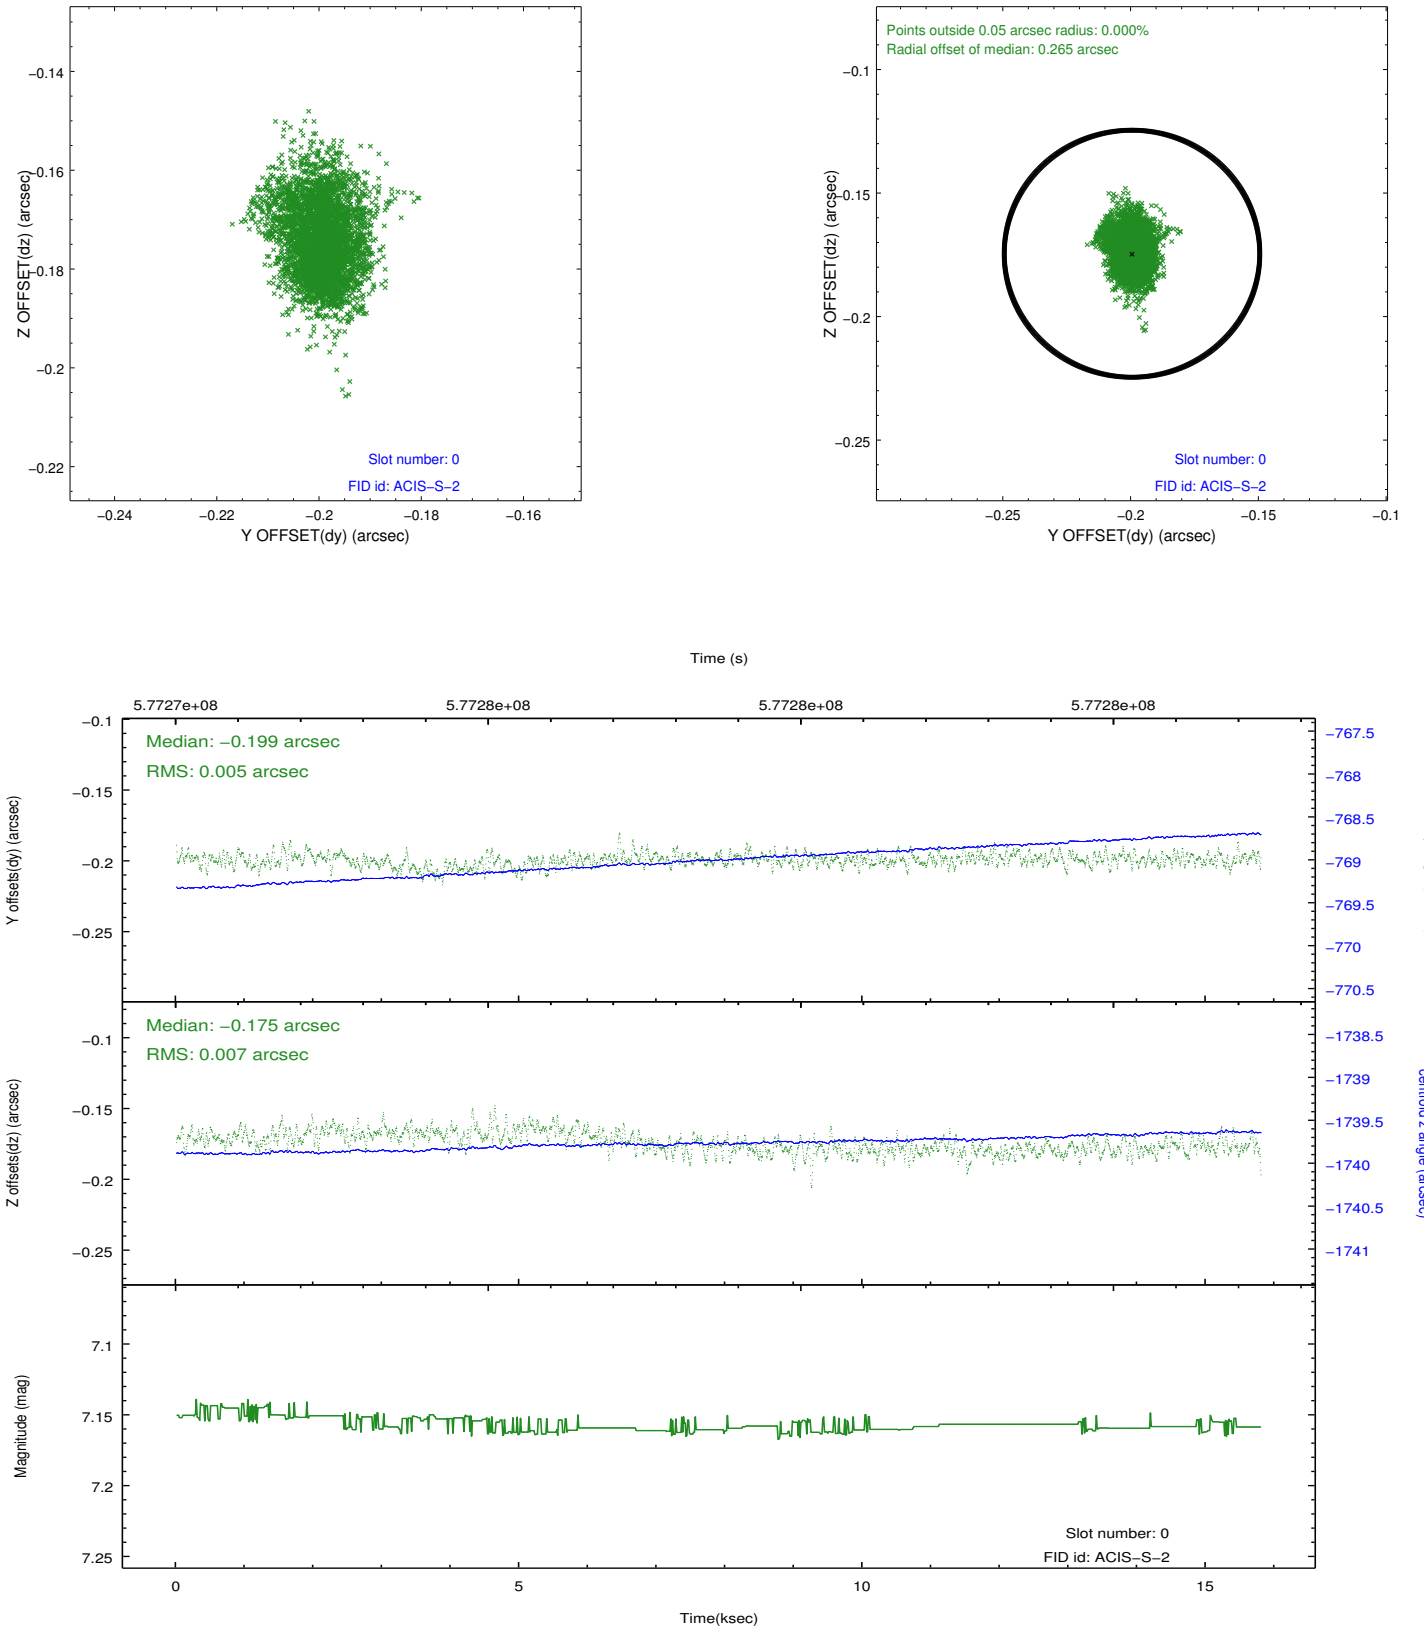 −0.14
−0.16
−0.18
−0.2
−0.22
Z OFFSET(dz) (arcsec)
Slot number: 0
FID id: ACIS−S−2
−0.24
−0.22
−0.2
−0.18
−0.16
Y OFFSET(dy) (arcsec)
Points outside 0.05 arcsec radius: 0.000%
Radial offset of median: 0.265 arcsec
−0.1
−0.15
−0.2
−0.25
Z OFFSET(dz) (arcsec)
Slot number: 0
FID id: ACIS−S−2
−0.25
−0.2
−0.15
−0.1
Y OFFSET(dy) (arcsec)
Time (s)
5.7727e+08
5.7728e+08
5.7728e+08
5.7728e+08
Median: −0.199 arcsec
RMS: 0.005 arcsec
−0.1
−0.15
−0.2
−0.25
Y offsets(dy) (arcsec)
−767.5
−768
−768.5
−769
−769.5
−770
−770.5
Median: −0.175 arcsec
RMS: 0.007 arcsec
−0.1
−0.15
−0.2
−0.25
Z offsets(dz) (arcsec)
−1738.5
−1739
−1739.5
−1740
−1740.5
−1741
centroid z angle (arcsec)
7.1
7.15
7.2
7.25
Magnitude (mag)
Slot number: 0
FID id: ACIS−S−2
0
5
10
15
Time(ksec)